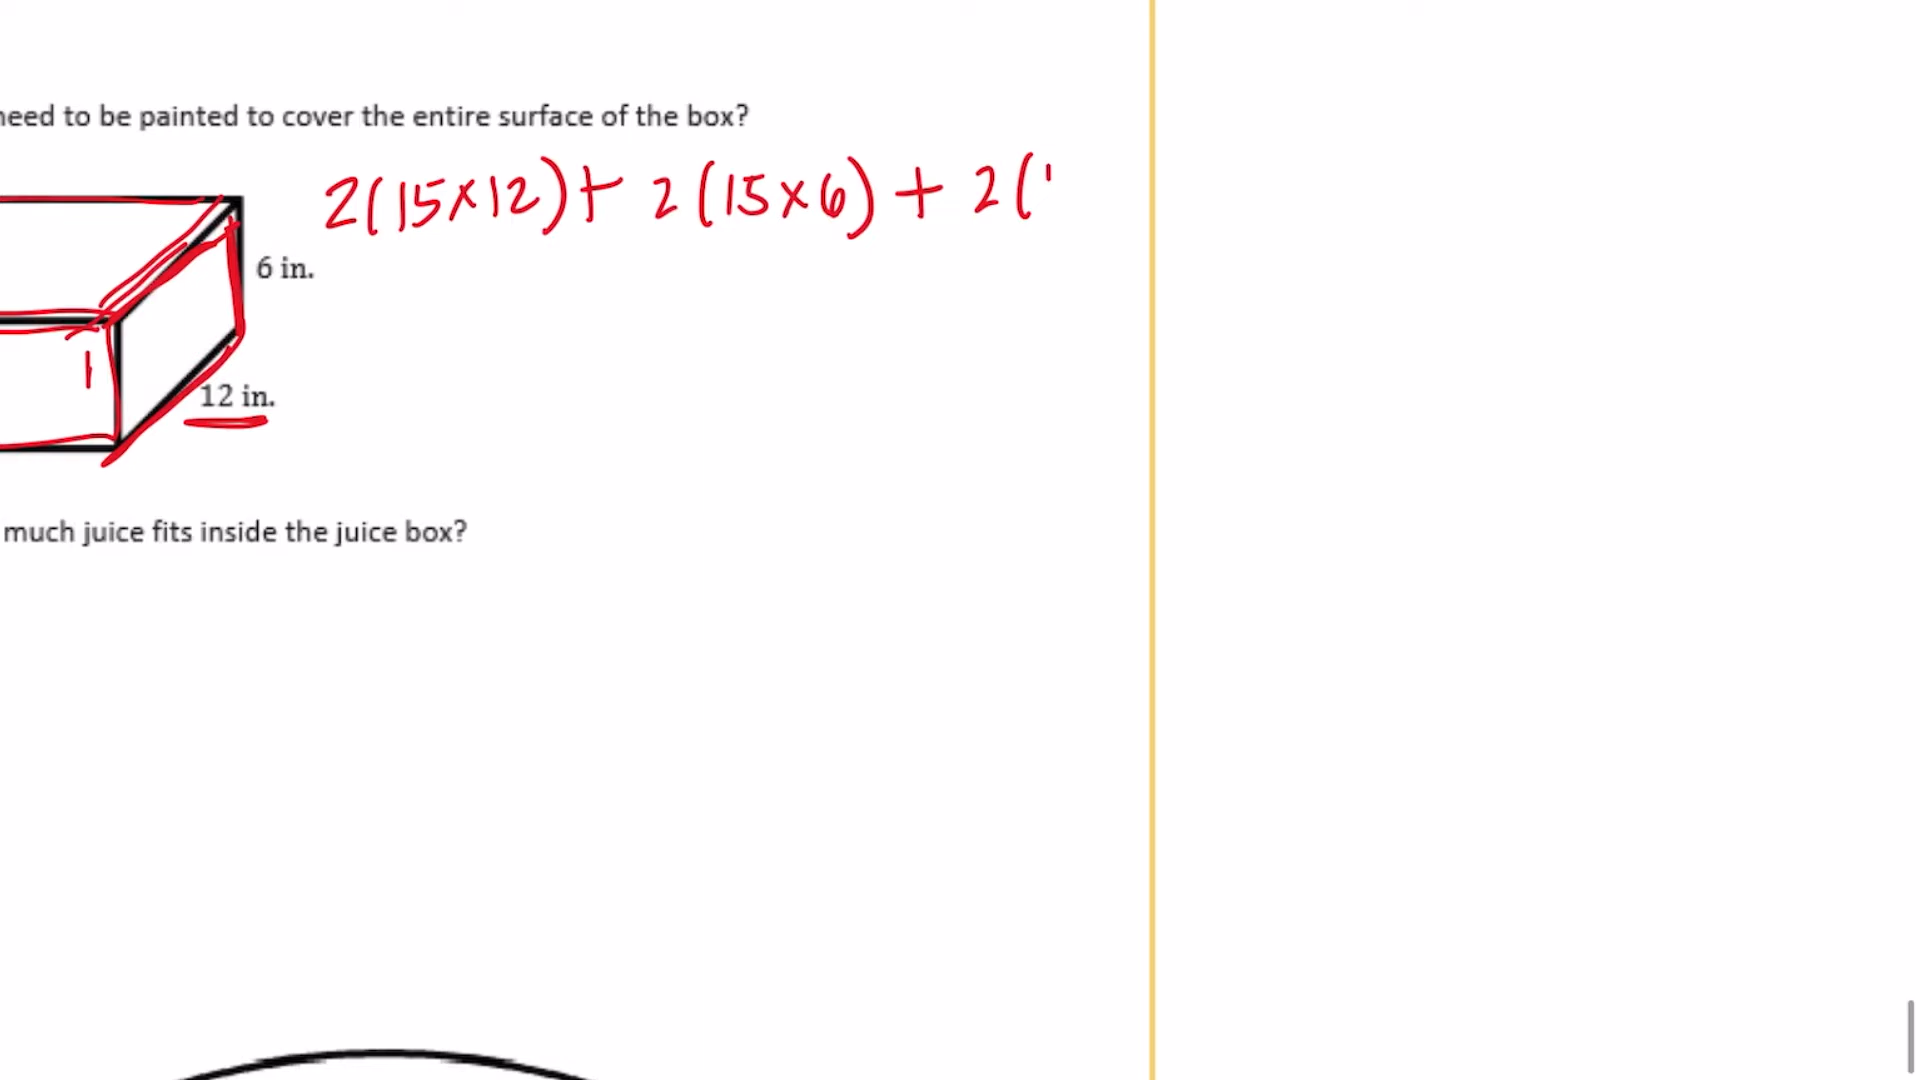 need to be painted to cover the entire surface of the box?
2(15×12)+ 2(15×6) + 2(
6 in.
12 in.
much juice fits inside the juice box?